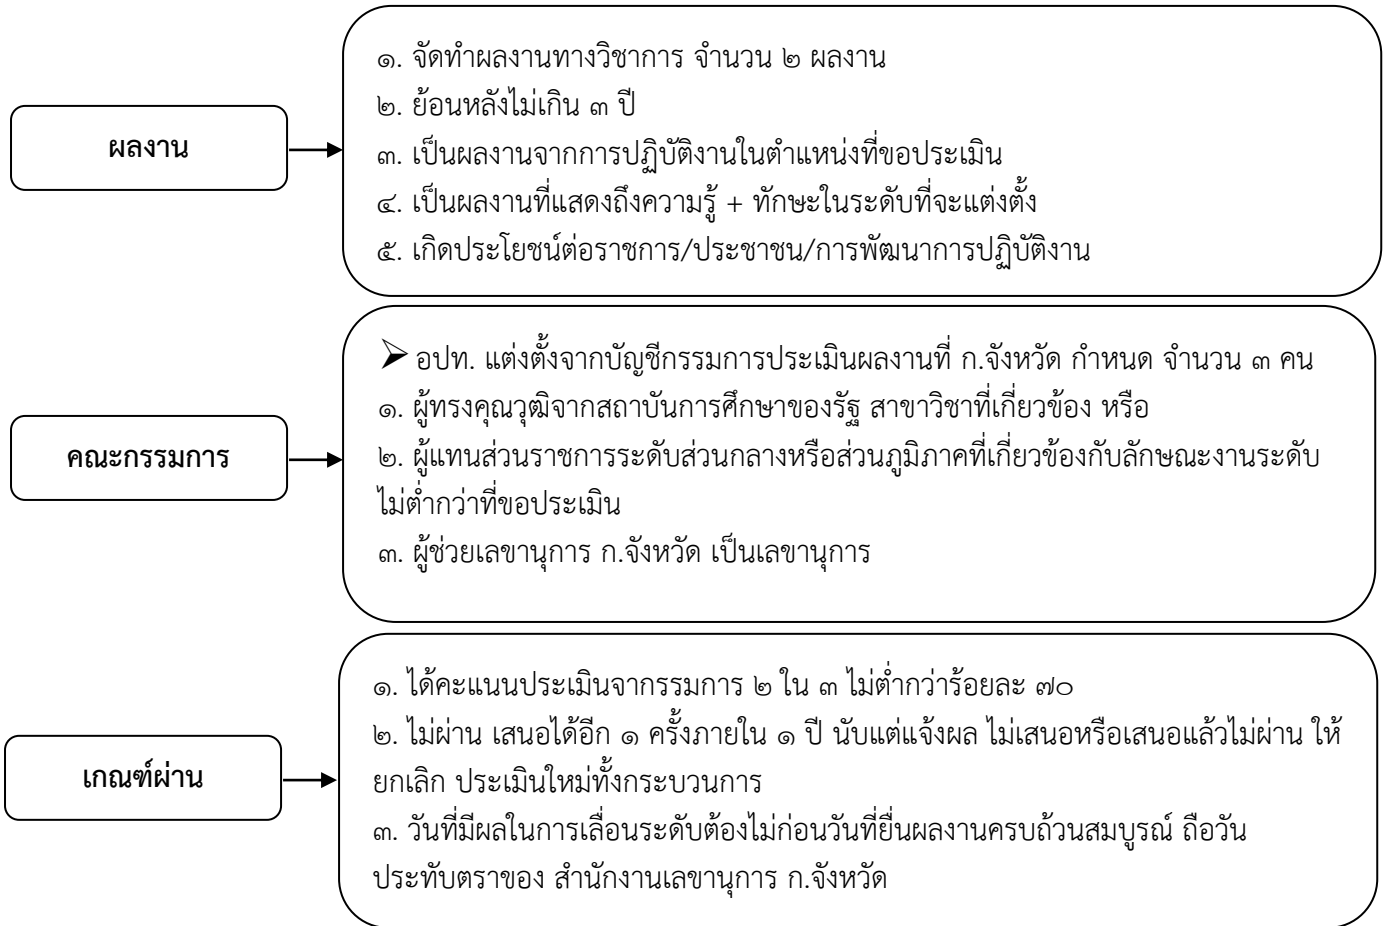 ผลงาน
๑. จัดทำผลงานทางวิชาการ จำนวน ๒ ผลงาน
๒. ย้อนหลังไม่เกิน ๓ ปี
๓. เป็นผลงานจากการปฏิบัติงานในตำแหน่งที่ขอประเมิน
๔. เป็นผลงานที่แสดงถึงความรู้ + ทักษะในระดับที่จะแต่งตั้ง
๕. เกิดประโยชน์ต่อราชการ/ประชาชน/การพัฒนาการปฏิบัติงาน
คณะกรรมการ
➢ อปท. แต่งตั้งจากบัญชีกรรมการประเมินผลงานที่ ก.จังหวัด กำหนด จำนวน ๓ คน
๑. ผู้ทรงคุณวุฒิจากสถาบันการศึกษาของรัฐ สาขาวิชาที่เกี่ยวข้อง หรือ
๒. ผู้แทนส่วนราชการระดับส่วนกลางหรือส่วนภูมิภาคที่เกี่ยวข้องกับลักษณะงานระดับ
ไม่ต่ำกว่าที่ขอประเมิน
๓. ผู้ช่วยเลขานุการ ก.จังหวัด เป็นเลขานุการ
เกณฑ์ผ่าน
๑. ได้คะแนนประเมินจากรรมการ ๒ ใน ๓ ไม่ต่ำกว่าร้อยละ ๗๐
๒. ไม่ผ่าน เสนอได้อีก ๑ ครั้งภายใน ๑ ปี นับแต่แจ้งผล ไม่เสนอหรือเสนอแล้วไม่ผ่าน ให้
ยกเลิก ประเมินใหม่ทั้งกระบวนการ
๓. วันที่มีผลในการเลื่อนระดับต้องไม่ก่อนวันที่ยื่นผลงานครบถ้วนสมบูรณ์ ถือวัน
ประทับตราของ สำนักงานเลขานุการ ก.จังหวัด